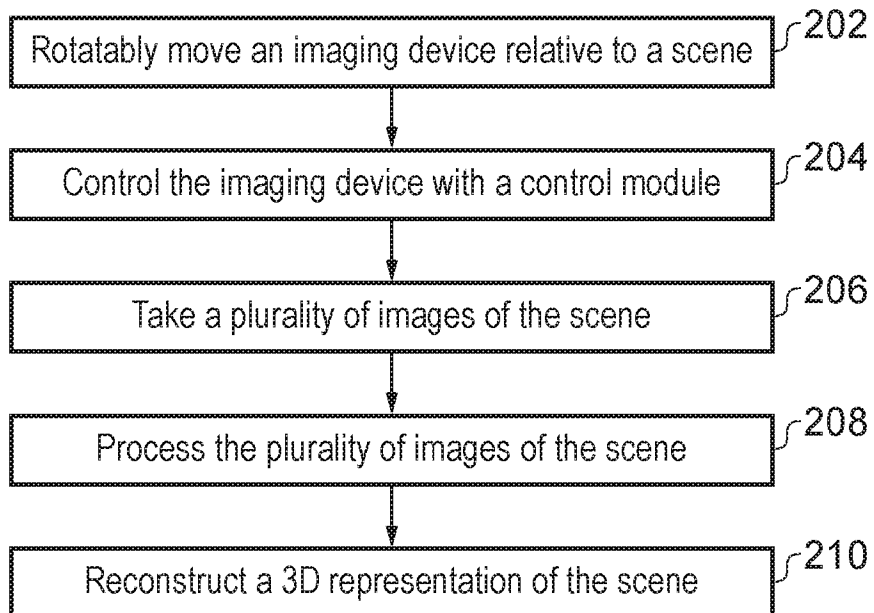 Rotatably move an imaging device relative to a scene 202
Control the imaging device with a control module 204
Take a plurality of images of the scene 206
Process the plurality of images of the scene 208
Reconstruct a 3D representation of the scene 210